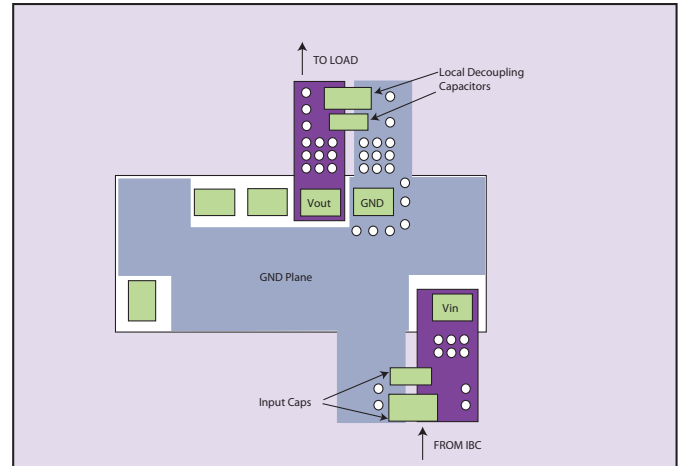 TO LOAD
Local Decoupling
Capacitors
Vout
GND
GND Plane
Vin
Input Caps
FROM IBC